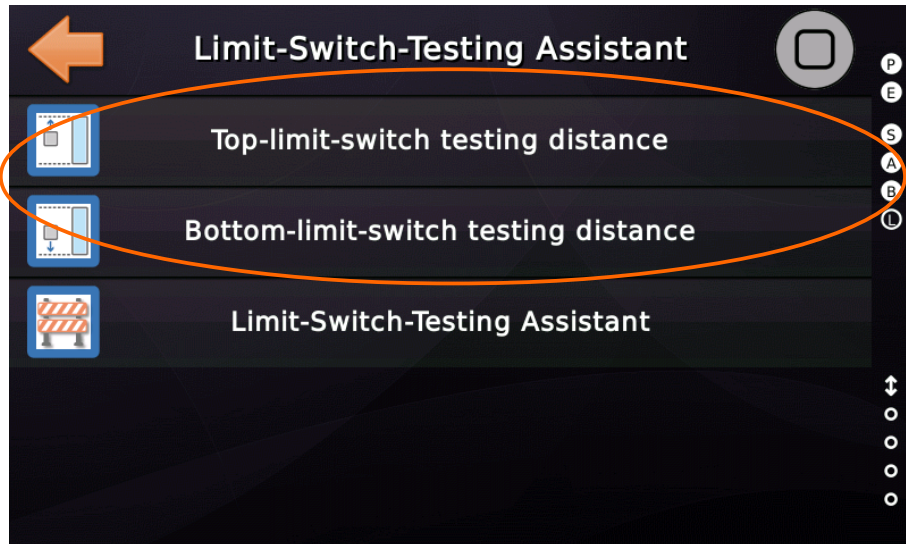 Limit-Switch-Testing Assistant
P
E
Top-limit-switch testing distance
S
A
B
Bottom-limit-switch testing distance
L
Limit-Switch-Testing Assistant